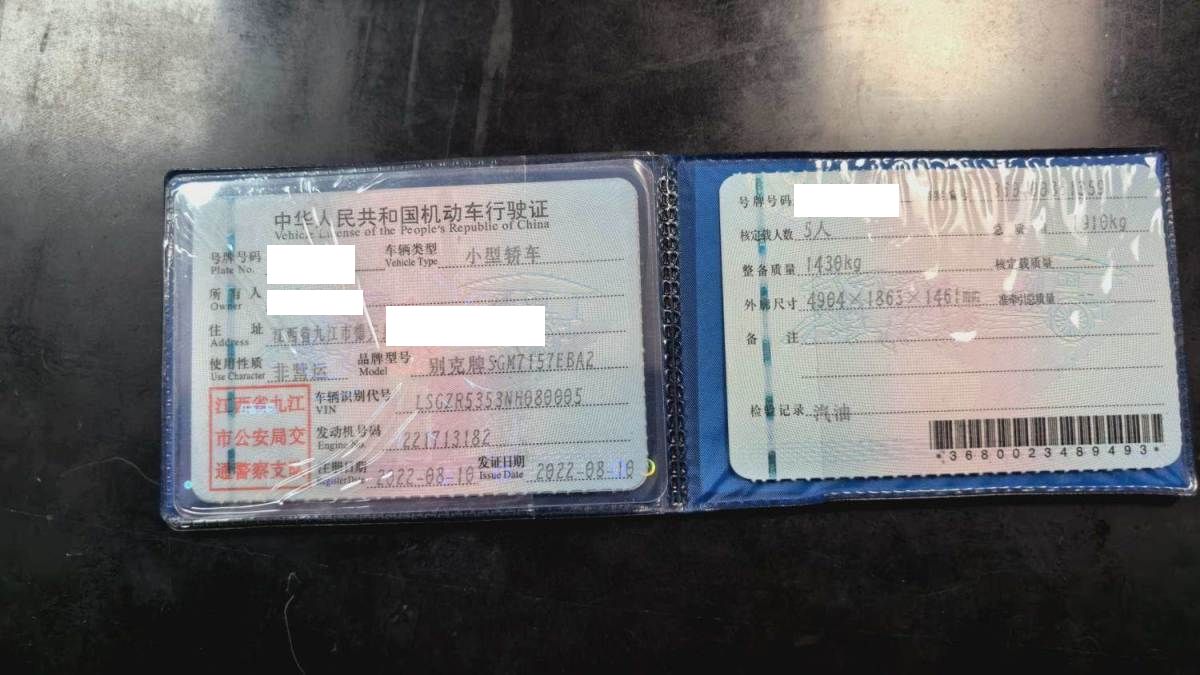 中华人民共和国机动车行驶证
Vehicle License of the People's Republic of China
号牌号码 Plate No. 车辆类型 Vehicle Type 小型轿车
所有人 Owner
住址 Address 江西省九江市
使用性质 Use Character 非营运 品牌型号 Model 别克牌SGM7157EBA2
江西省九江市公安局交通警察支队
车辆识别代号 VIN LSGZR5353NH080005
发动机号码 Engine No. 221713182
注册日期 Register Date 2022-08-10 发证日期 Issue Date 2022-08-10
号牌号码
核定载人数 5人 总质量 1910kg
整备质量 1430kg 核定载质量
外廓尺寸 4904×1863×1461mm 准牵引总质量 ---
备注
检验记录 汽油
*3680023489493*